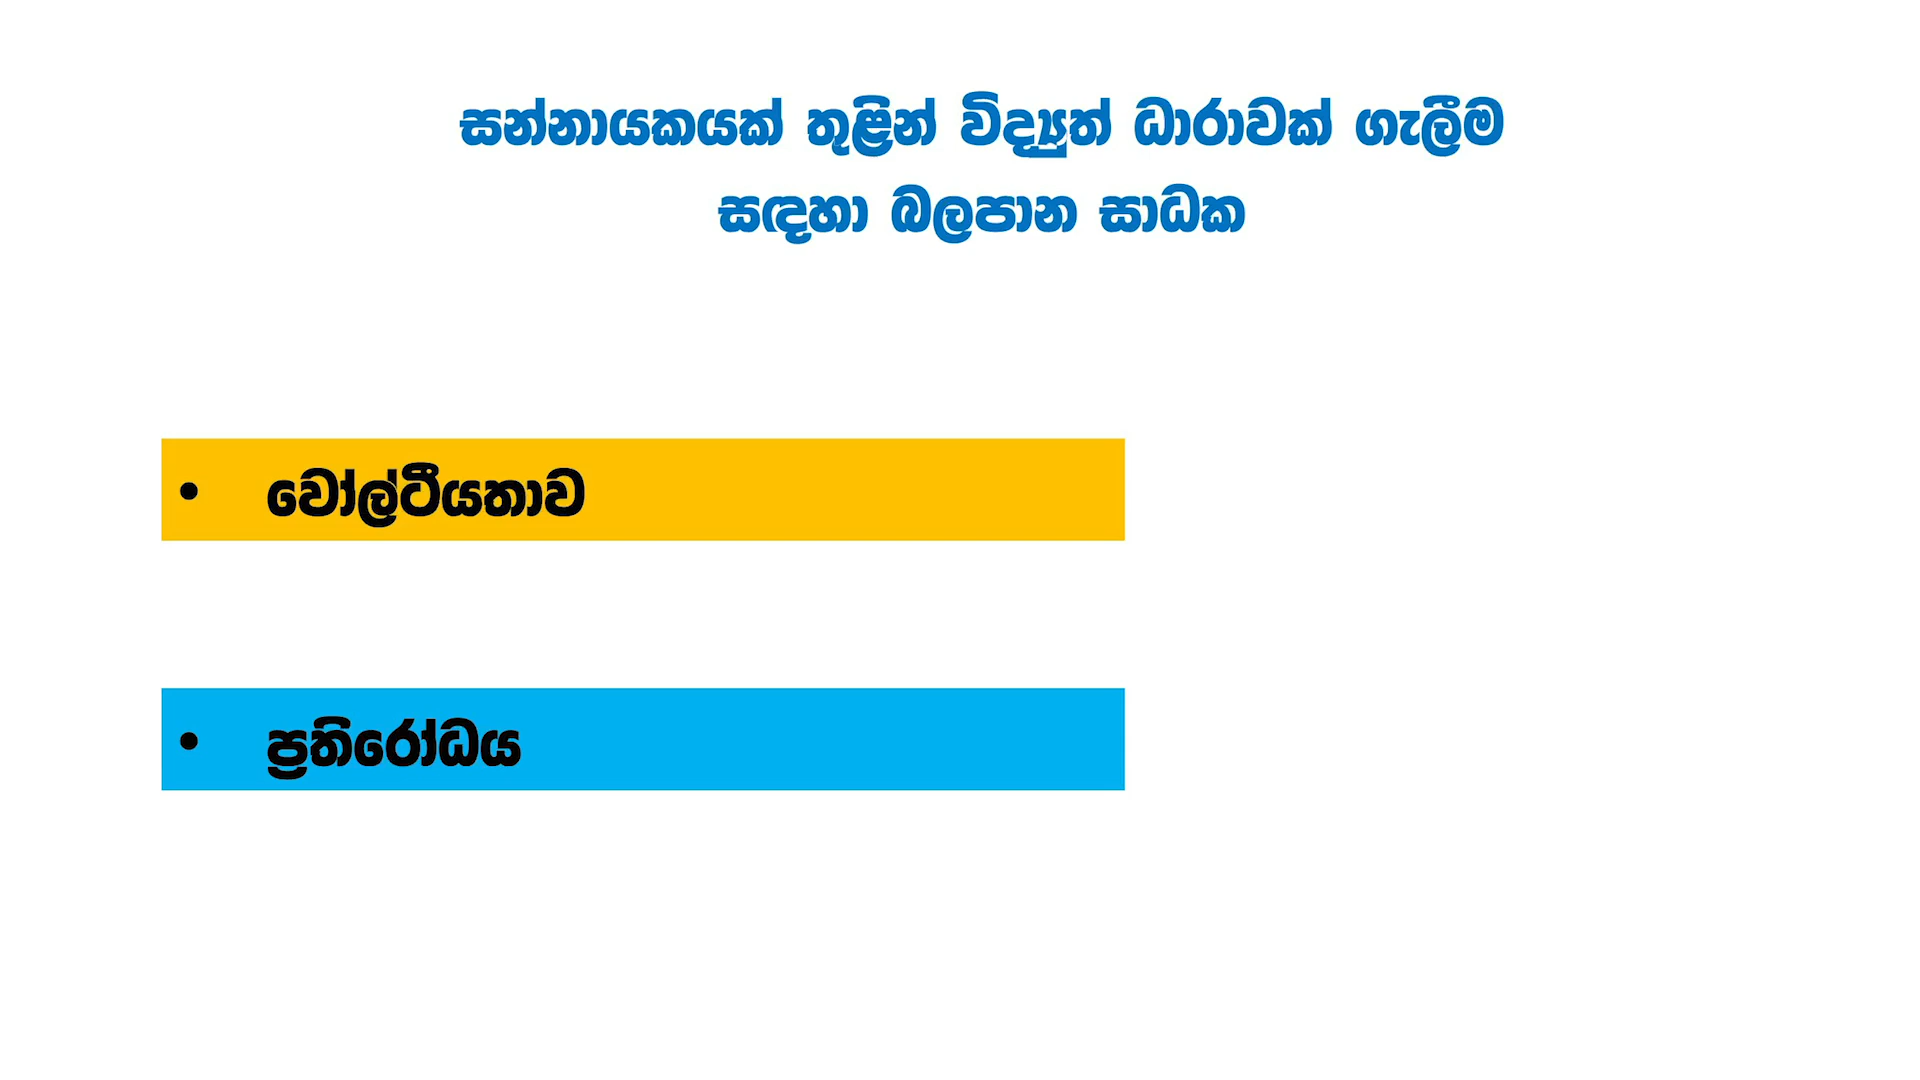 සන්නායකයක් තුළින් විද්‍යුත් ධාරාවක් ගැලීම
සඳහා බලපාන සාධක
• වෝල්ටීයතාව
• ප්‍රතිරෝධය